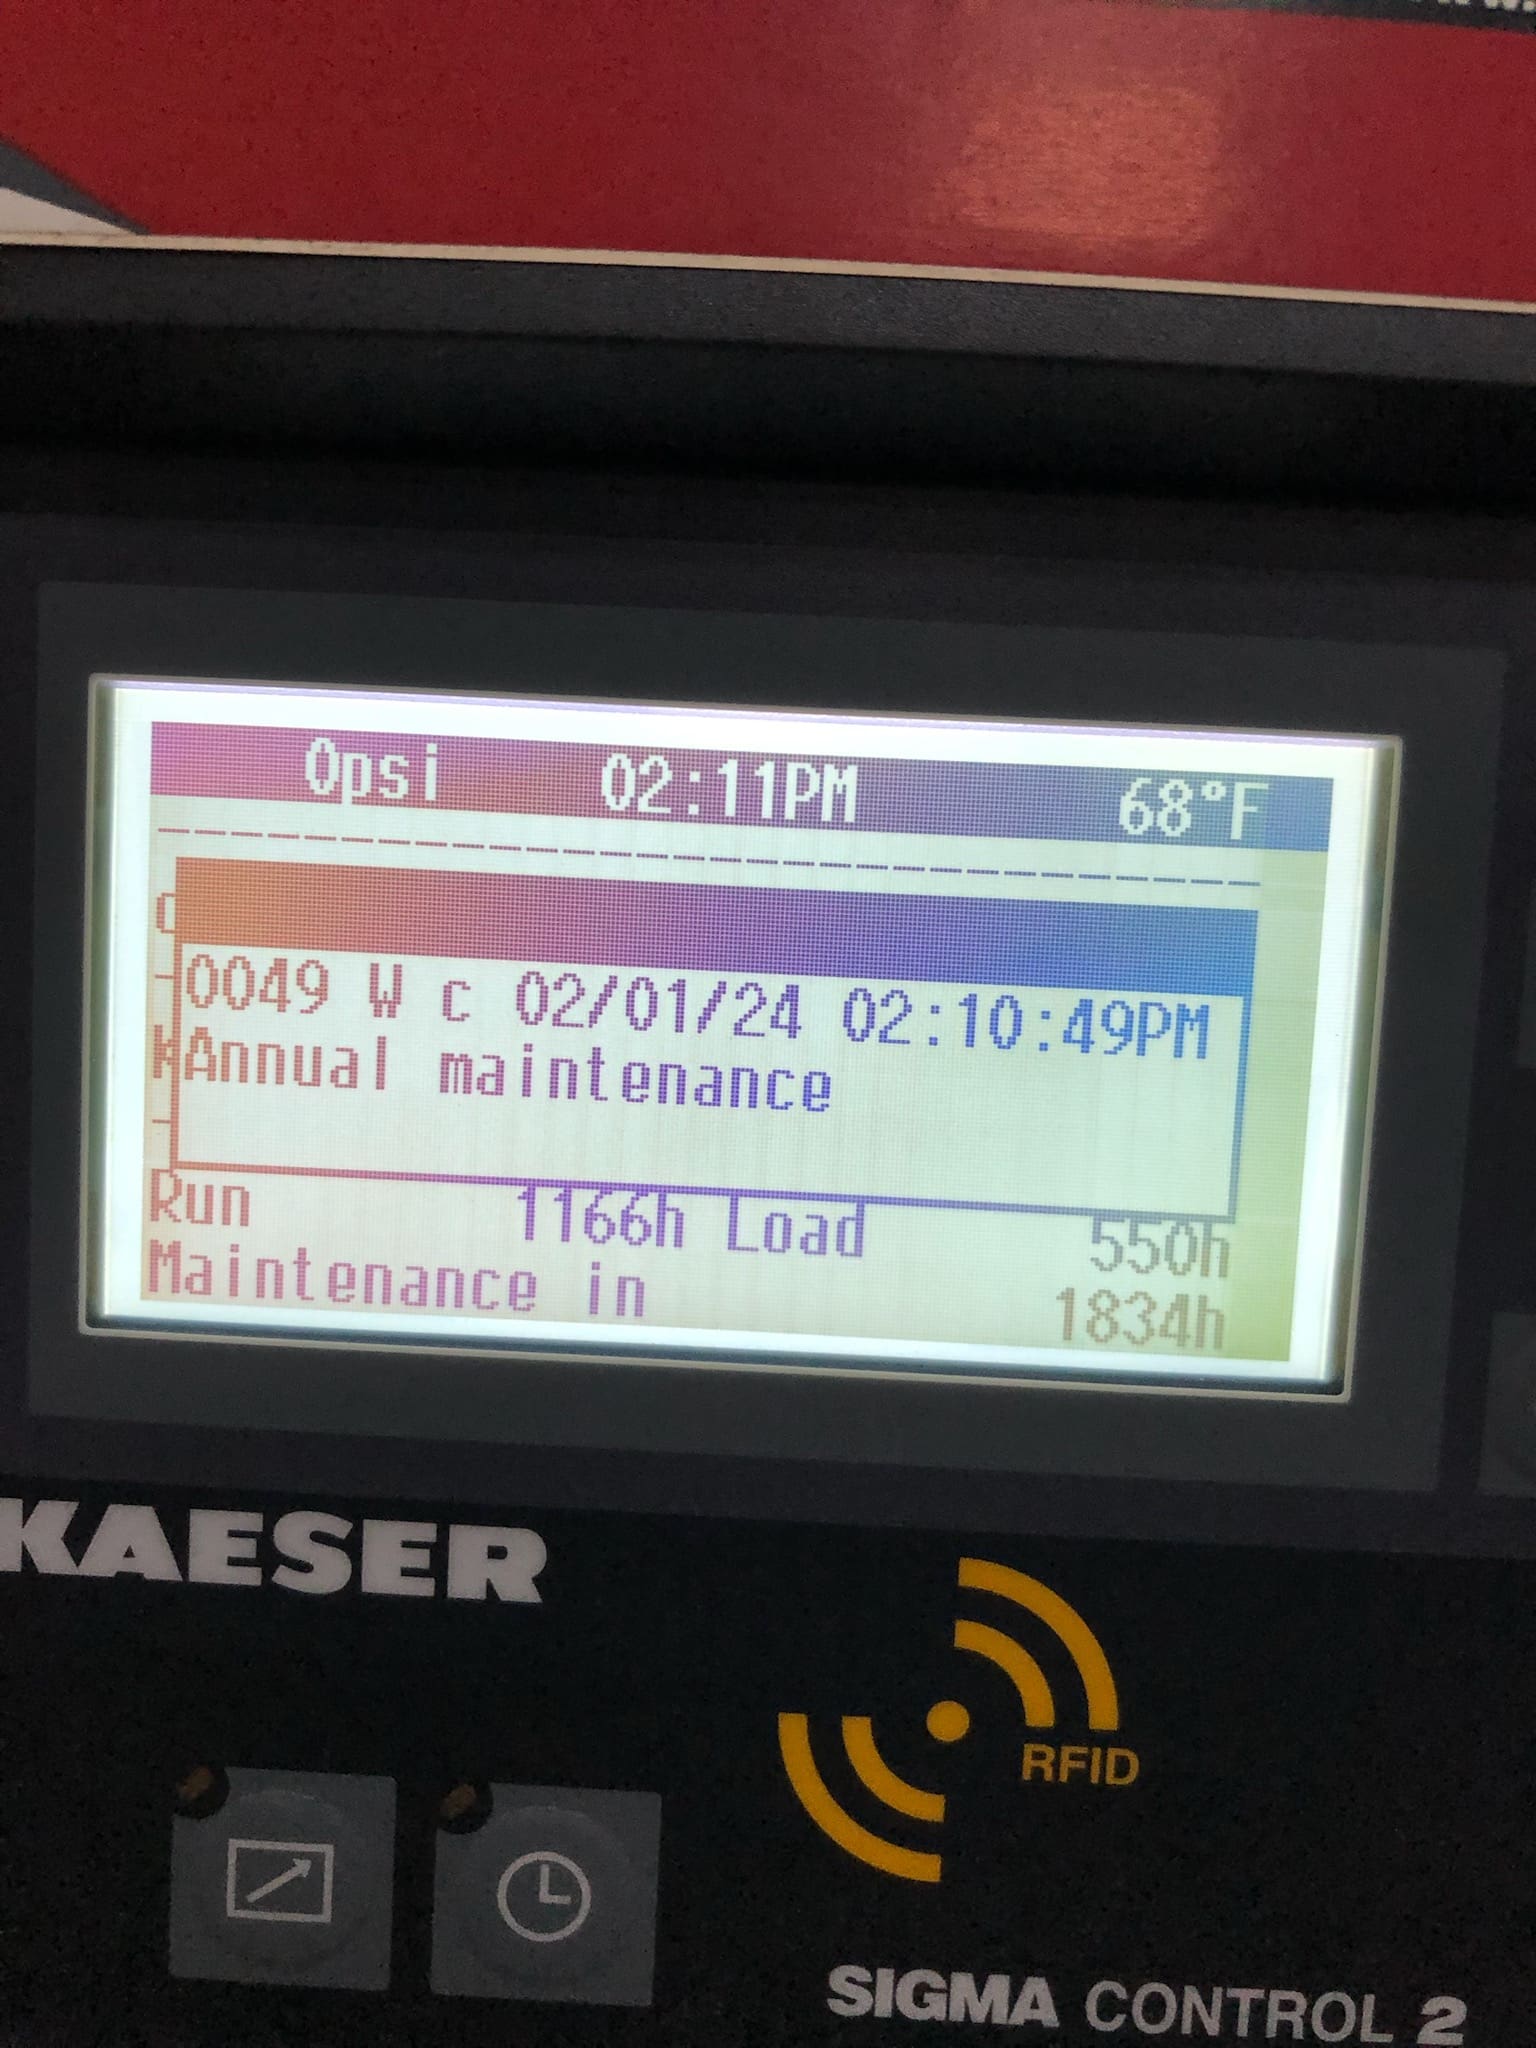 0psi 02:11PM 68°F
0049 W c 02/01/24 02:10:49PM
Annual maintenance
Run 1166h Load 550h
Maintenance in 1834h
KAESER
RFID
SIGMA CONTROL 2